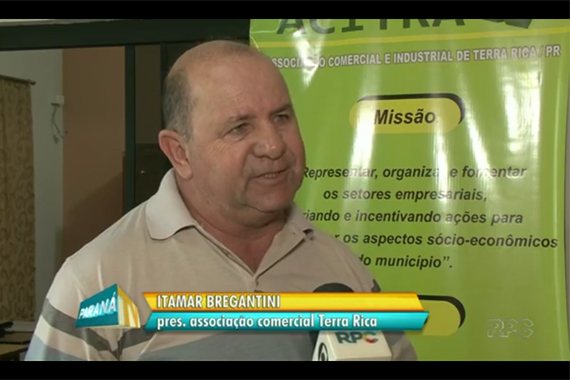 ACITRA
ASSOCIAÇÃO COMERCIAL E INDUSTRIAL DE TERRA RICA, PR
Missão
Representar, organizar e fomentar
os setores empresariais,
riando e incentivando ações para
r os aspectos sócio-econômicos
do município".
PARANÁ
ITAMAR BREGANTINI
pres. associação comercial Terra Rica
RPC
RPC